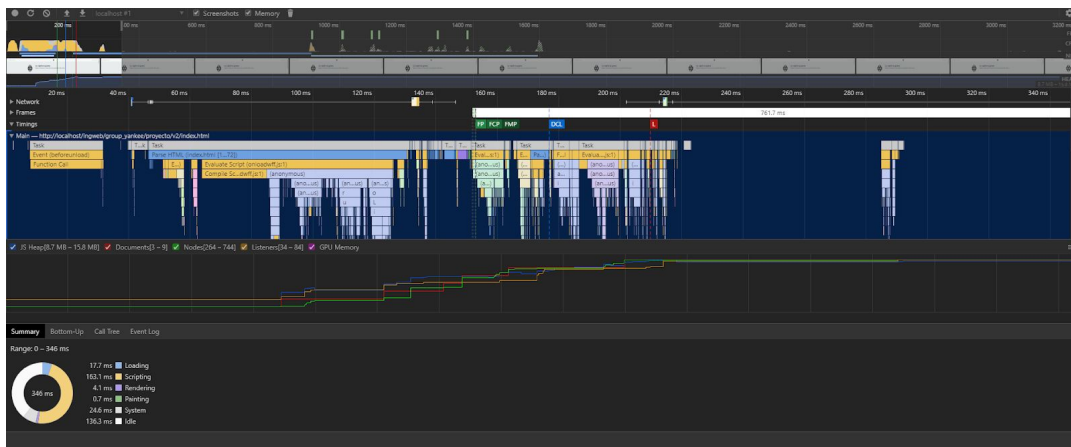 localhost #1 Screenshots Memory
200 ms 600 ms 800 ms 1000 ms 1200 ms 1400 ms 1600 ms 1800 ms 2000 ms 2200 ms 2400 ms 2600 ms 2800 ms 3000 ms
20 ms 40 ms 60 ms 80 ms 100 ms 120 ms 140 ms 160 ms 180 ms 200 ms 220 ms 240 ms 260 ms 280 ms 300 ms 320 ms 340 ms
Network
Frames 761.7 ms
Timings FP FCP FMP DCL L
Main — http://localhost/ingweb/group_yankee/proyecto/v2/index.html
Task Task Task Task
Event (beforeunload) Parse HTML
Function Call E...) Evaluate Script (onloadwff.js:1)
Compile Sc...dwff.js:1) (anonymous)
JS Heap[8.7 MB – 15.8 MB] Documents[3 – 9] Nodes[264 – 744] Listeners[34 – 84] GPU Memory
Summary Bottom-Up Call Tree Event Log
Range: 0 – 346 ms
17.7 ms Loading
163.1 ms Scripting
346 ms
4.1 ms Rendering
0.7 ms Painting
24.6 ms System
136.3 ms Idle